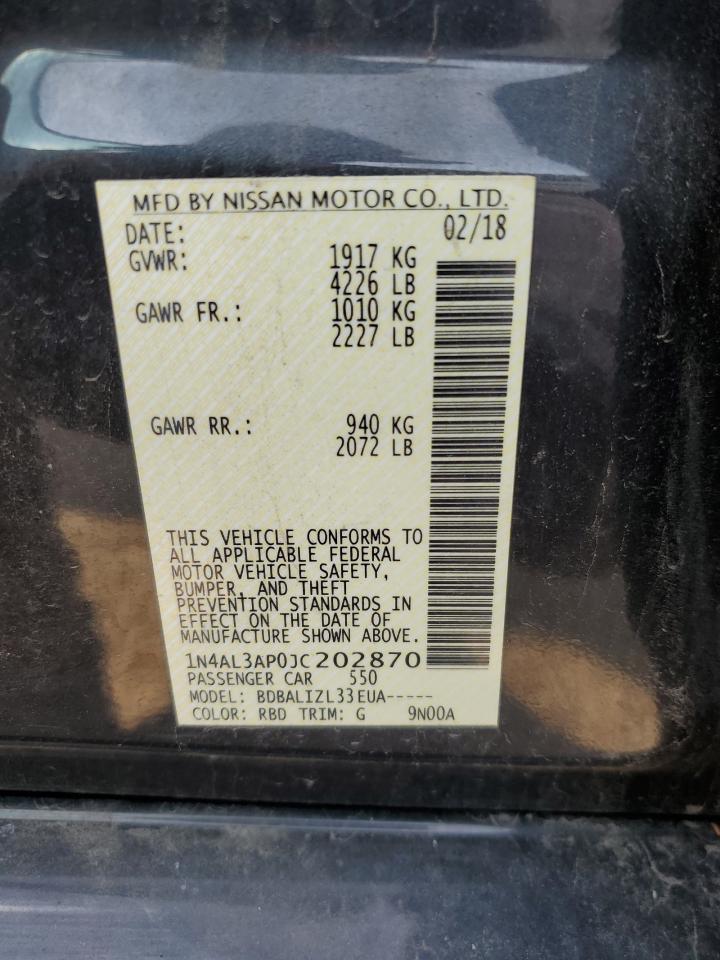 MFD BY NISSAN MOTOR CO., LTD.
DATE: 02/18
GVWR: 1917 KG
4226 LB
GAWR FR.: 1010 KG
2227 LB
GAWR RR.: 940 KG
2072 LB
THIS VEHICLE CONFORMS TO
ALL APPLICABLE FEDERAL
MOTOR VEHICLE SAFETY,
BUMPER, AND THEFT
PREVENTION STANDARDS IN
EFFECT ON THE DATE OF
MANUFACTURE SHOWN ABOVE.
1N4AL3AP0JC202870
PASSENGER CAR 550
MODEL: BDBALIZL33EUA-----
COLOR: RBD TRIM: G 9N00A